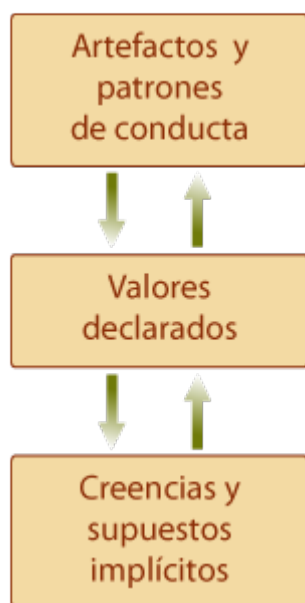 Artefactos y
patrones
de conducta
Valores
declarados
Creencias y
supuestos
implícitos